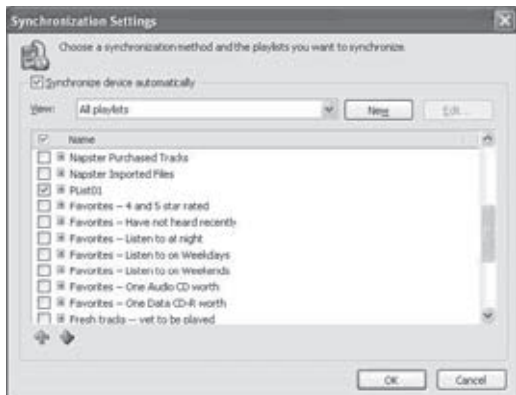 Synchronization Settings
Choose a synchronization method and the playlists you want to synchronize.
Synchronize device automatically
View: All playlists New Edit...
Name
Napster Purchased Tracks
Napster Imported Files
PList01
Favorites -- 4 and 5 star rated
Favorites -- Have not heard recently
Favorites -- Listen to at night
Favorites -- Listen to on Weekdays
Favorites -- Listen to on Weekends
Favorites -- One Audio CD worth
Favorites -- One Data CD-R worth
Fresh tracks -- yet to be played
OK Cancel